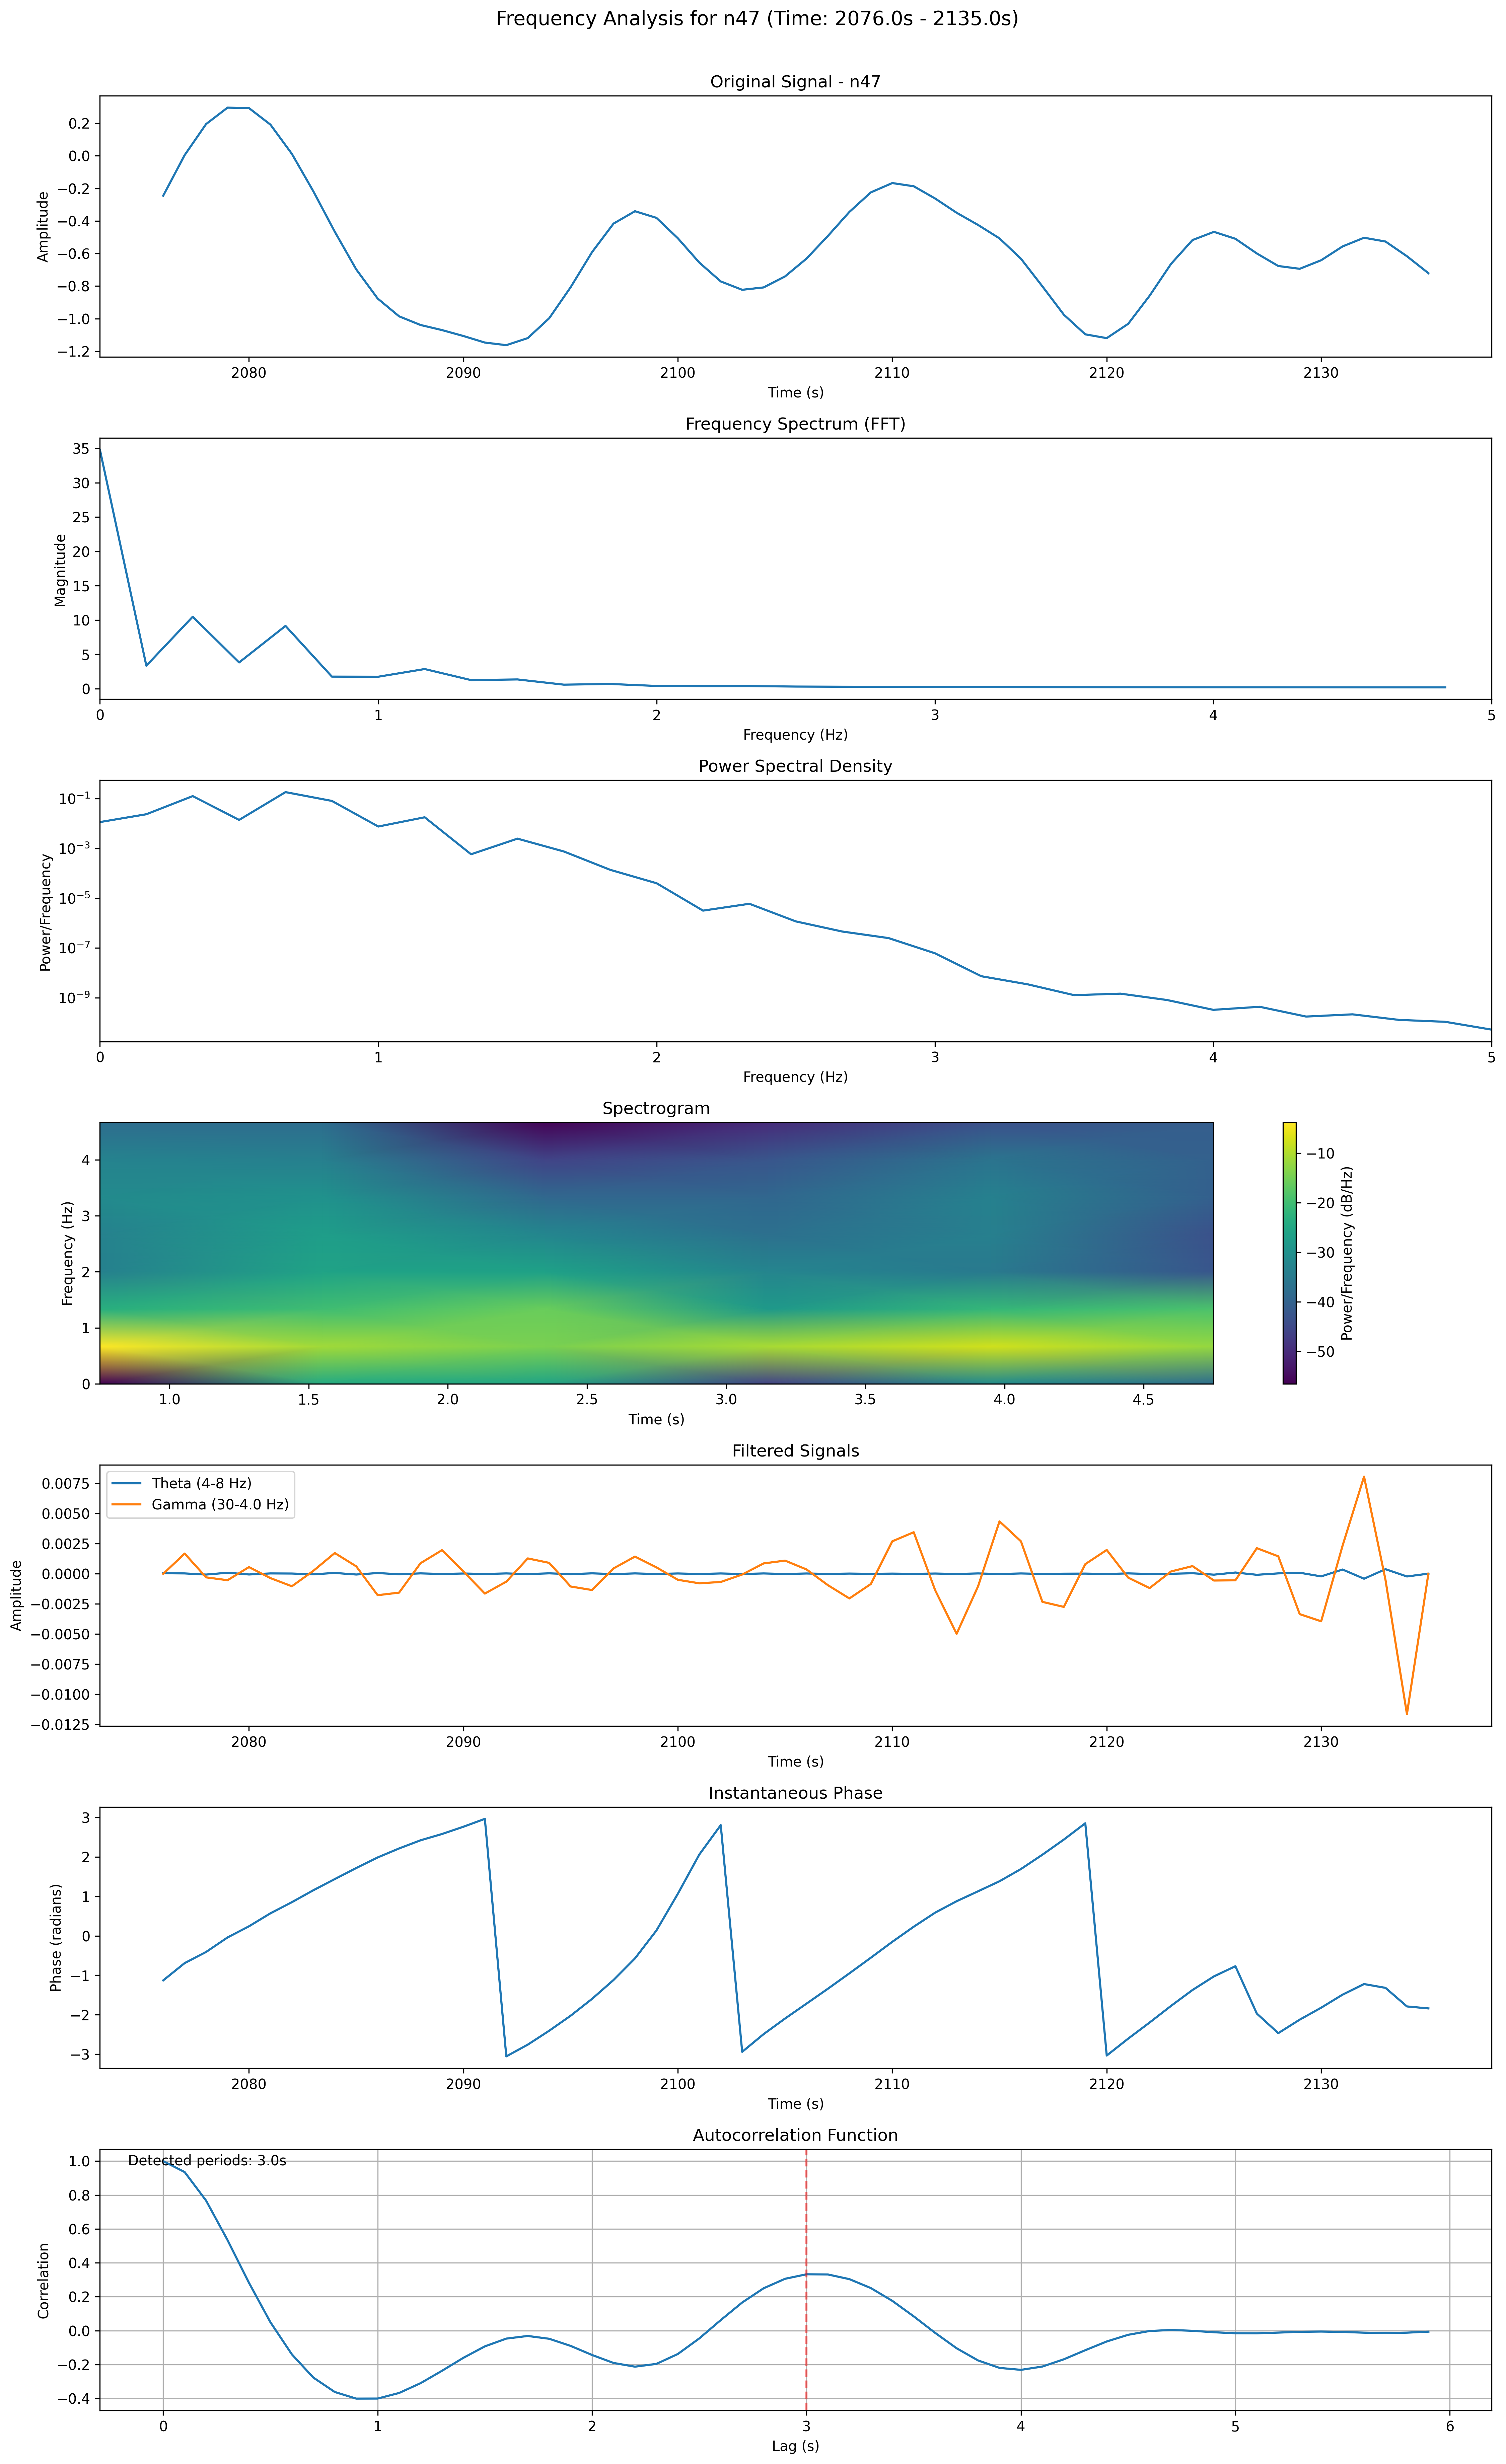 Frequency Analysis for n47 (Time: 2076.0s - 2135.0s)
Original Signal - n47
Amplitude
0.2
0.0
−0.2
−0.4
−0.6
−0.8
−1.0
−1.2
2080 2090 2100 2110 2120 2130
Time (s)
Frequency Spectrum (FFT)
Magnitude
35
30
25
20
15
10
5
0
0 1 2 3 4 5
Frequency (Hz)
Power Spectral Density
Power/Frequency
10⁻¹
10⁻³
10⁻⁵
10⁻⁷
10⁻⁹
0 1 2 3 4 5
Frequency (Hz)
Spectrogram
Frequency (Hz)
4
3
2
1
0
1.0 1.5 2.0 2.5 3.0 3.5 4.0 4.5
Time (s)
−10
−20
−30
−40
−50
Power/Frequency (dB/Hz)
Filtered Signals
Theta (4-8 Hz)
Gamma (30-4.0 Hz)
Amplitude
0.0075
0.0050
0.0025
0.0000
−0.0025
−0.0050
−0.0075
−0.0100
−0.0125
2080 2090 2100 2110 2120 2130
Time (s)
Instantaneous Phase
Phase (radians)
3
2
1
0
−1
−2
−3
2080 2090 2100 2110 2120 2130
Time (s)
Autocorrelation Function
Detected periods: 3.0s
Correlation
1.0
0.8
0.6
0.4
0.2
0.0
−0.2
−0.4
0 1 2 3 4 5 6
Lag (s)